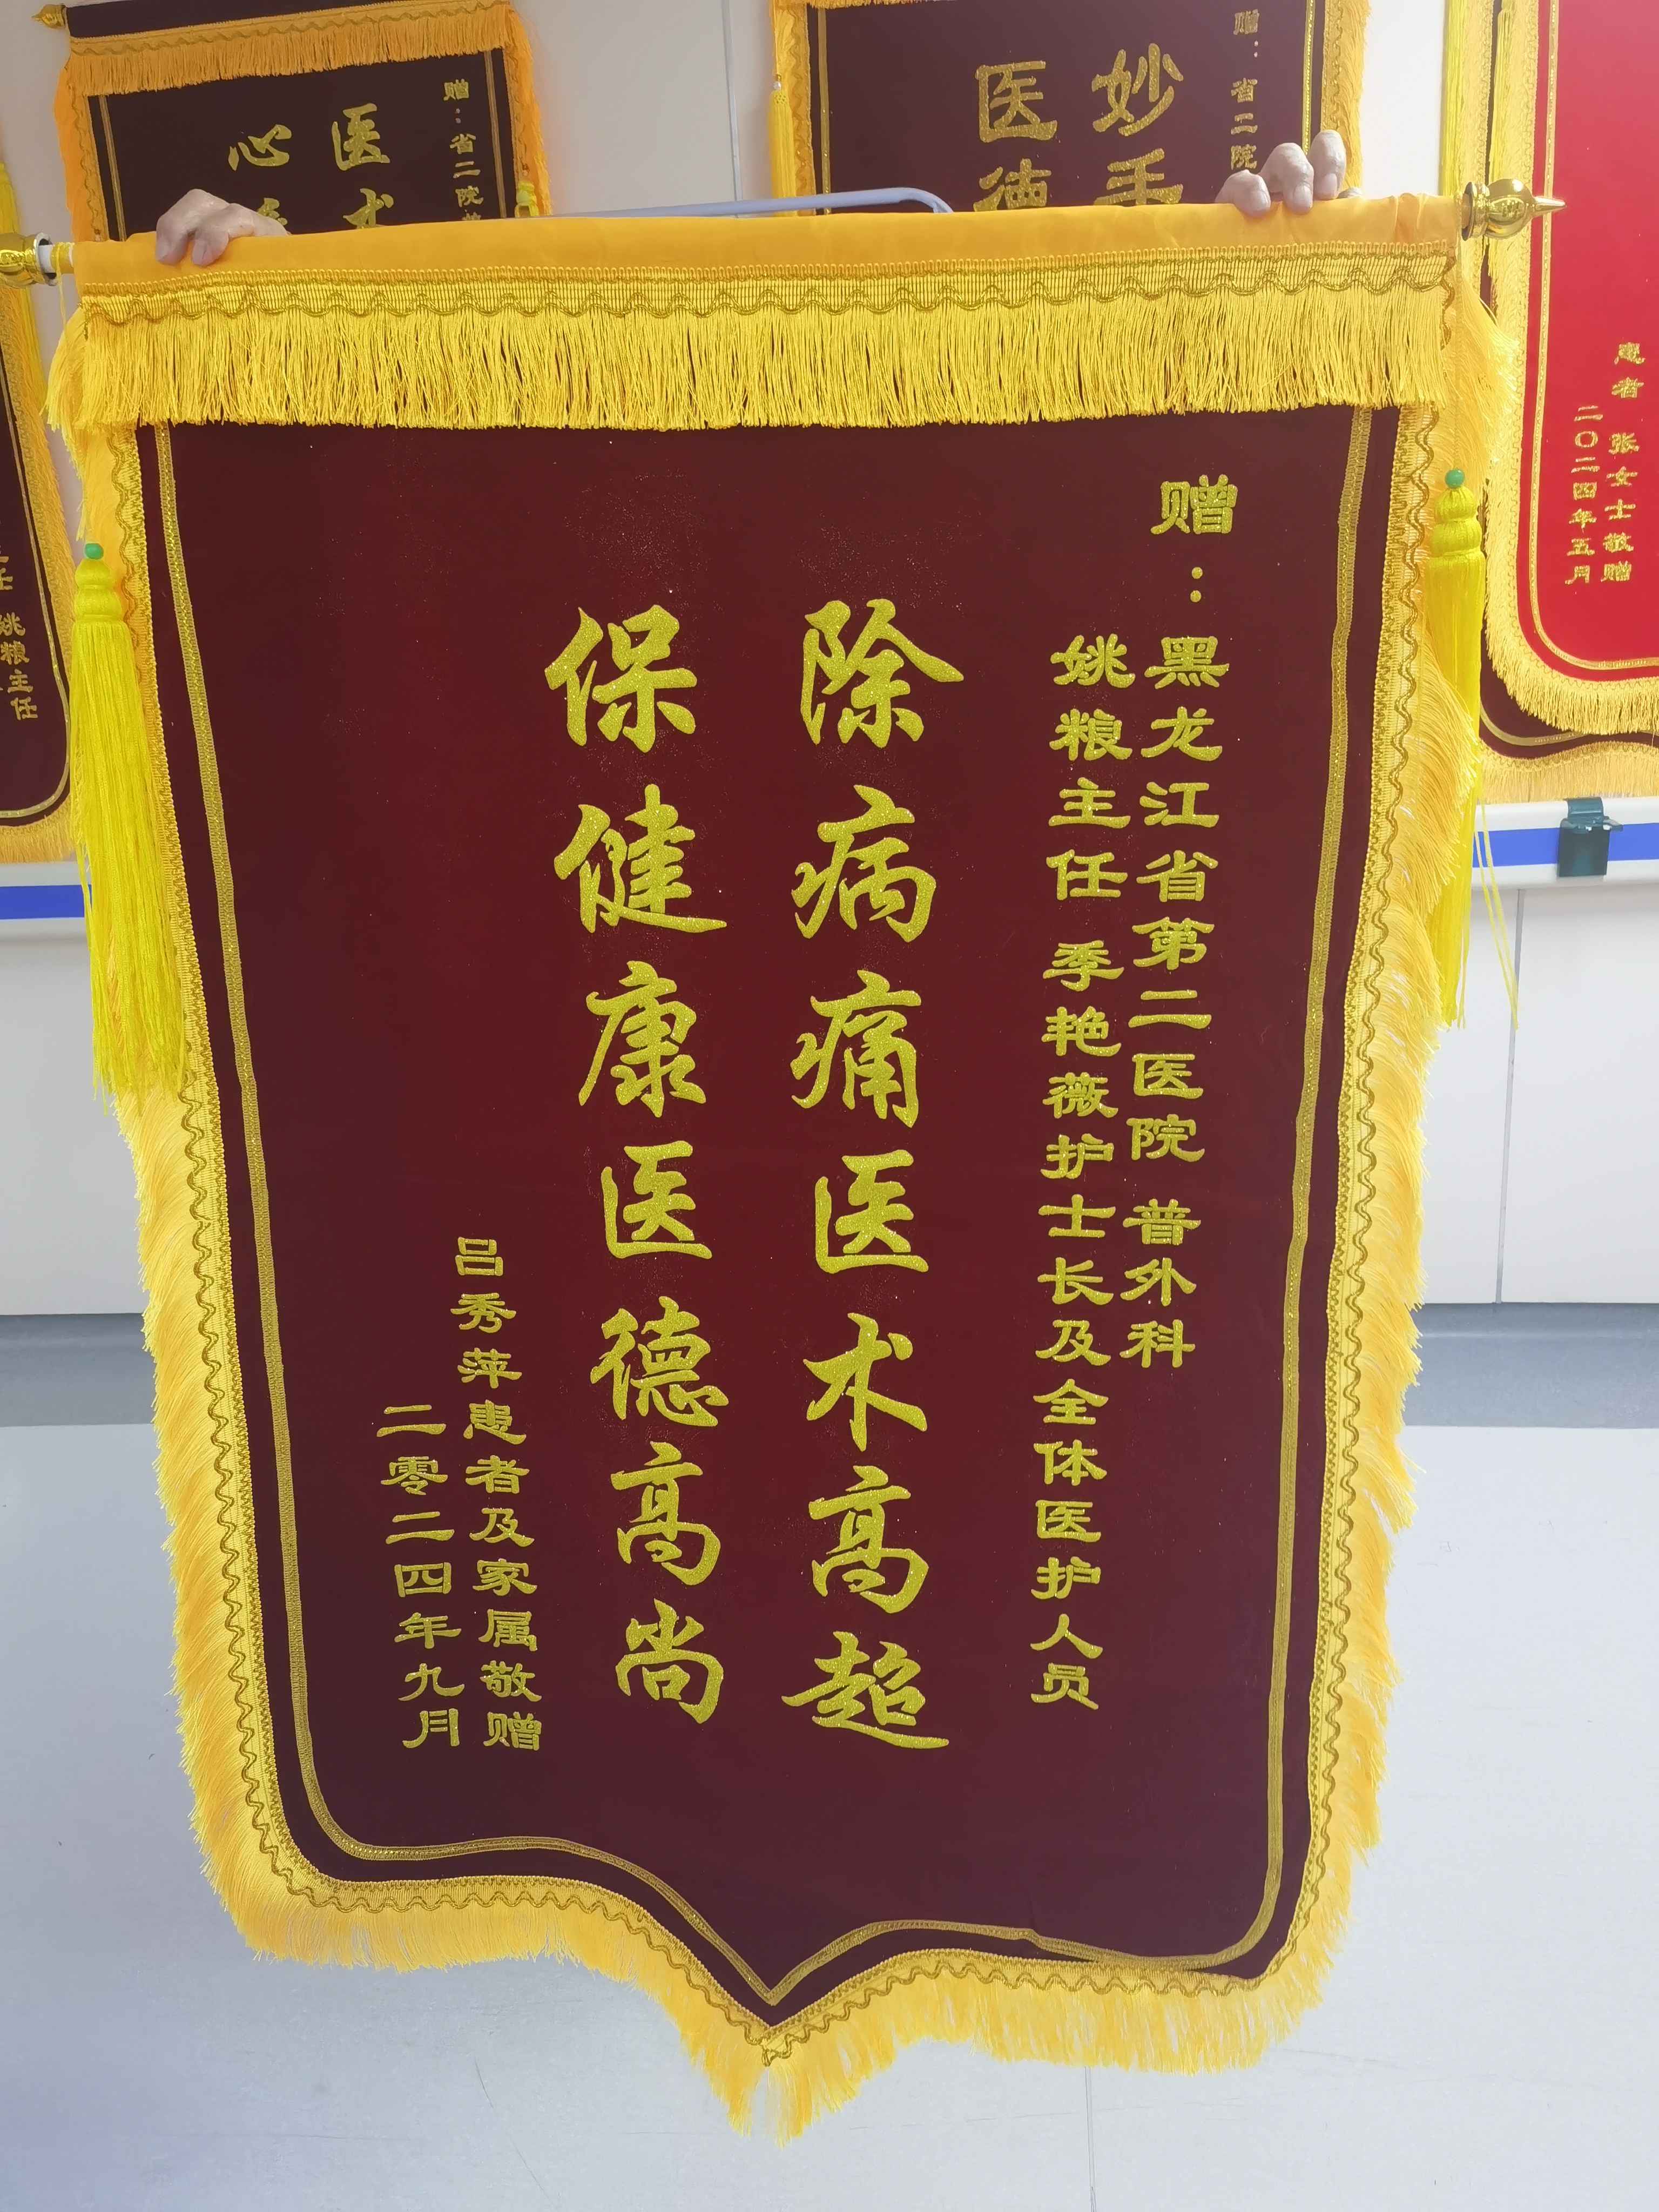 赠：黑龙江省第二医院 普外科
姚粮主任 季艳薇护士长及全体医护人员
除病痛医术高超
保健康医德高尚
吕秀萍患者及家属敬赠
二零二四年九月
赠：省二院
妙手
医德
赠：省二院
医术
心
患者 张女士敬赠
二〇二四年五月
姚粮主任